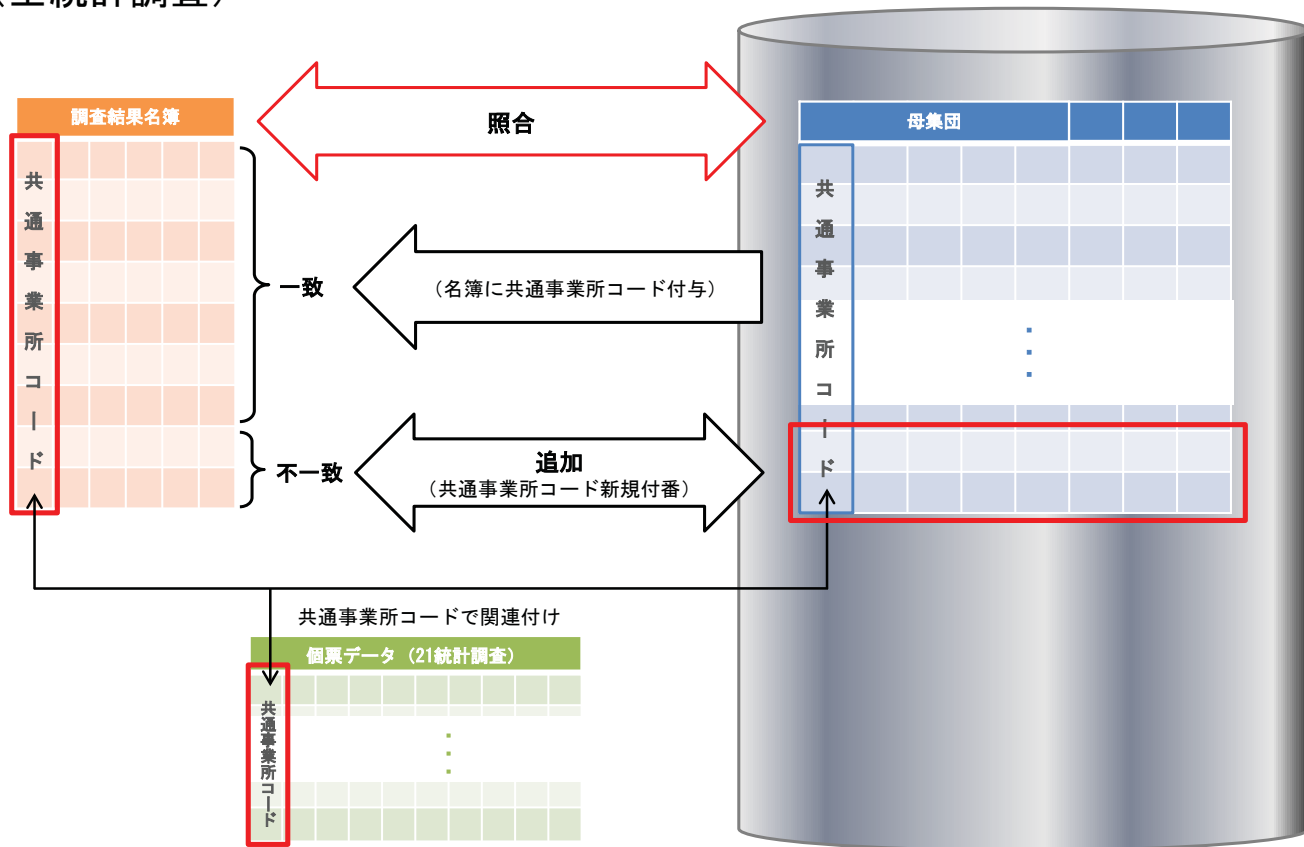 調査結果名簿
照合
母集団
共通事業所コード
一致
（名簿に共通事業所コード付与）
共通事業所コード
不一致
追加
（共通事業所コード新規付番）
共通事業所コードで関連付け
個票データ（21統計調査）
共通事業所コード